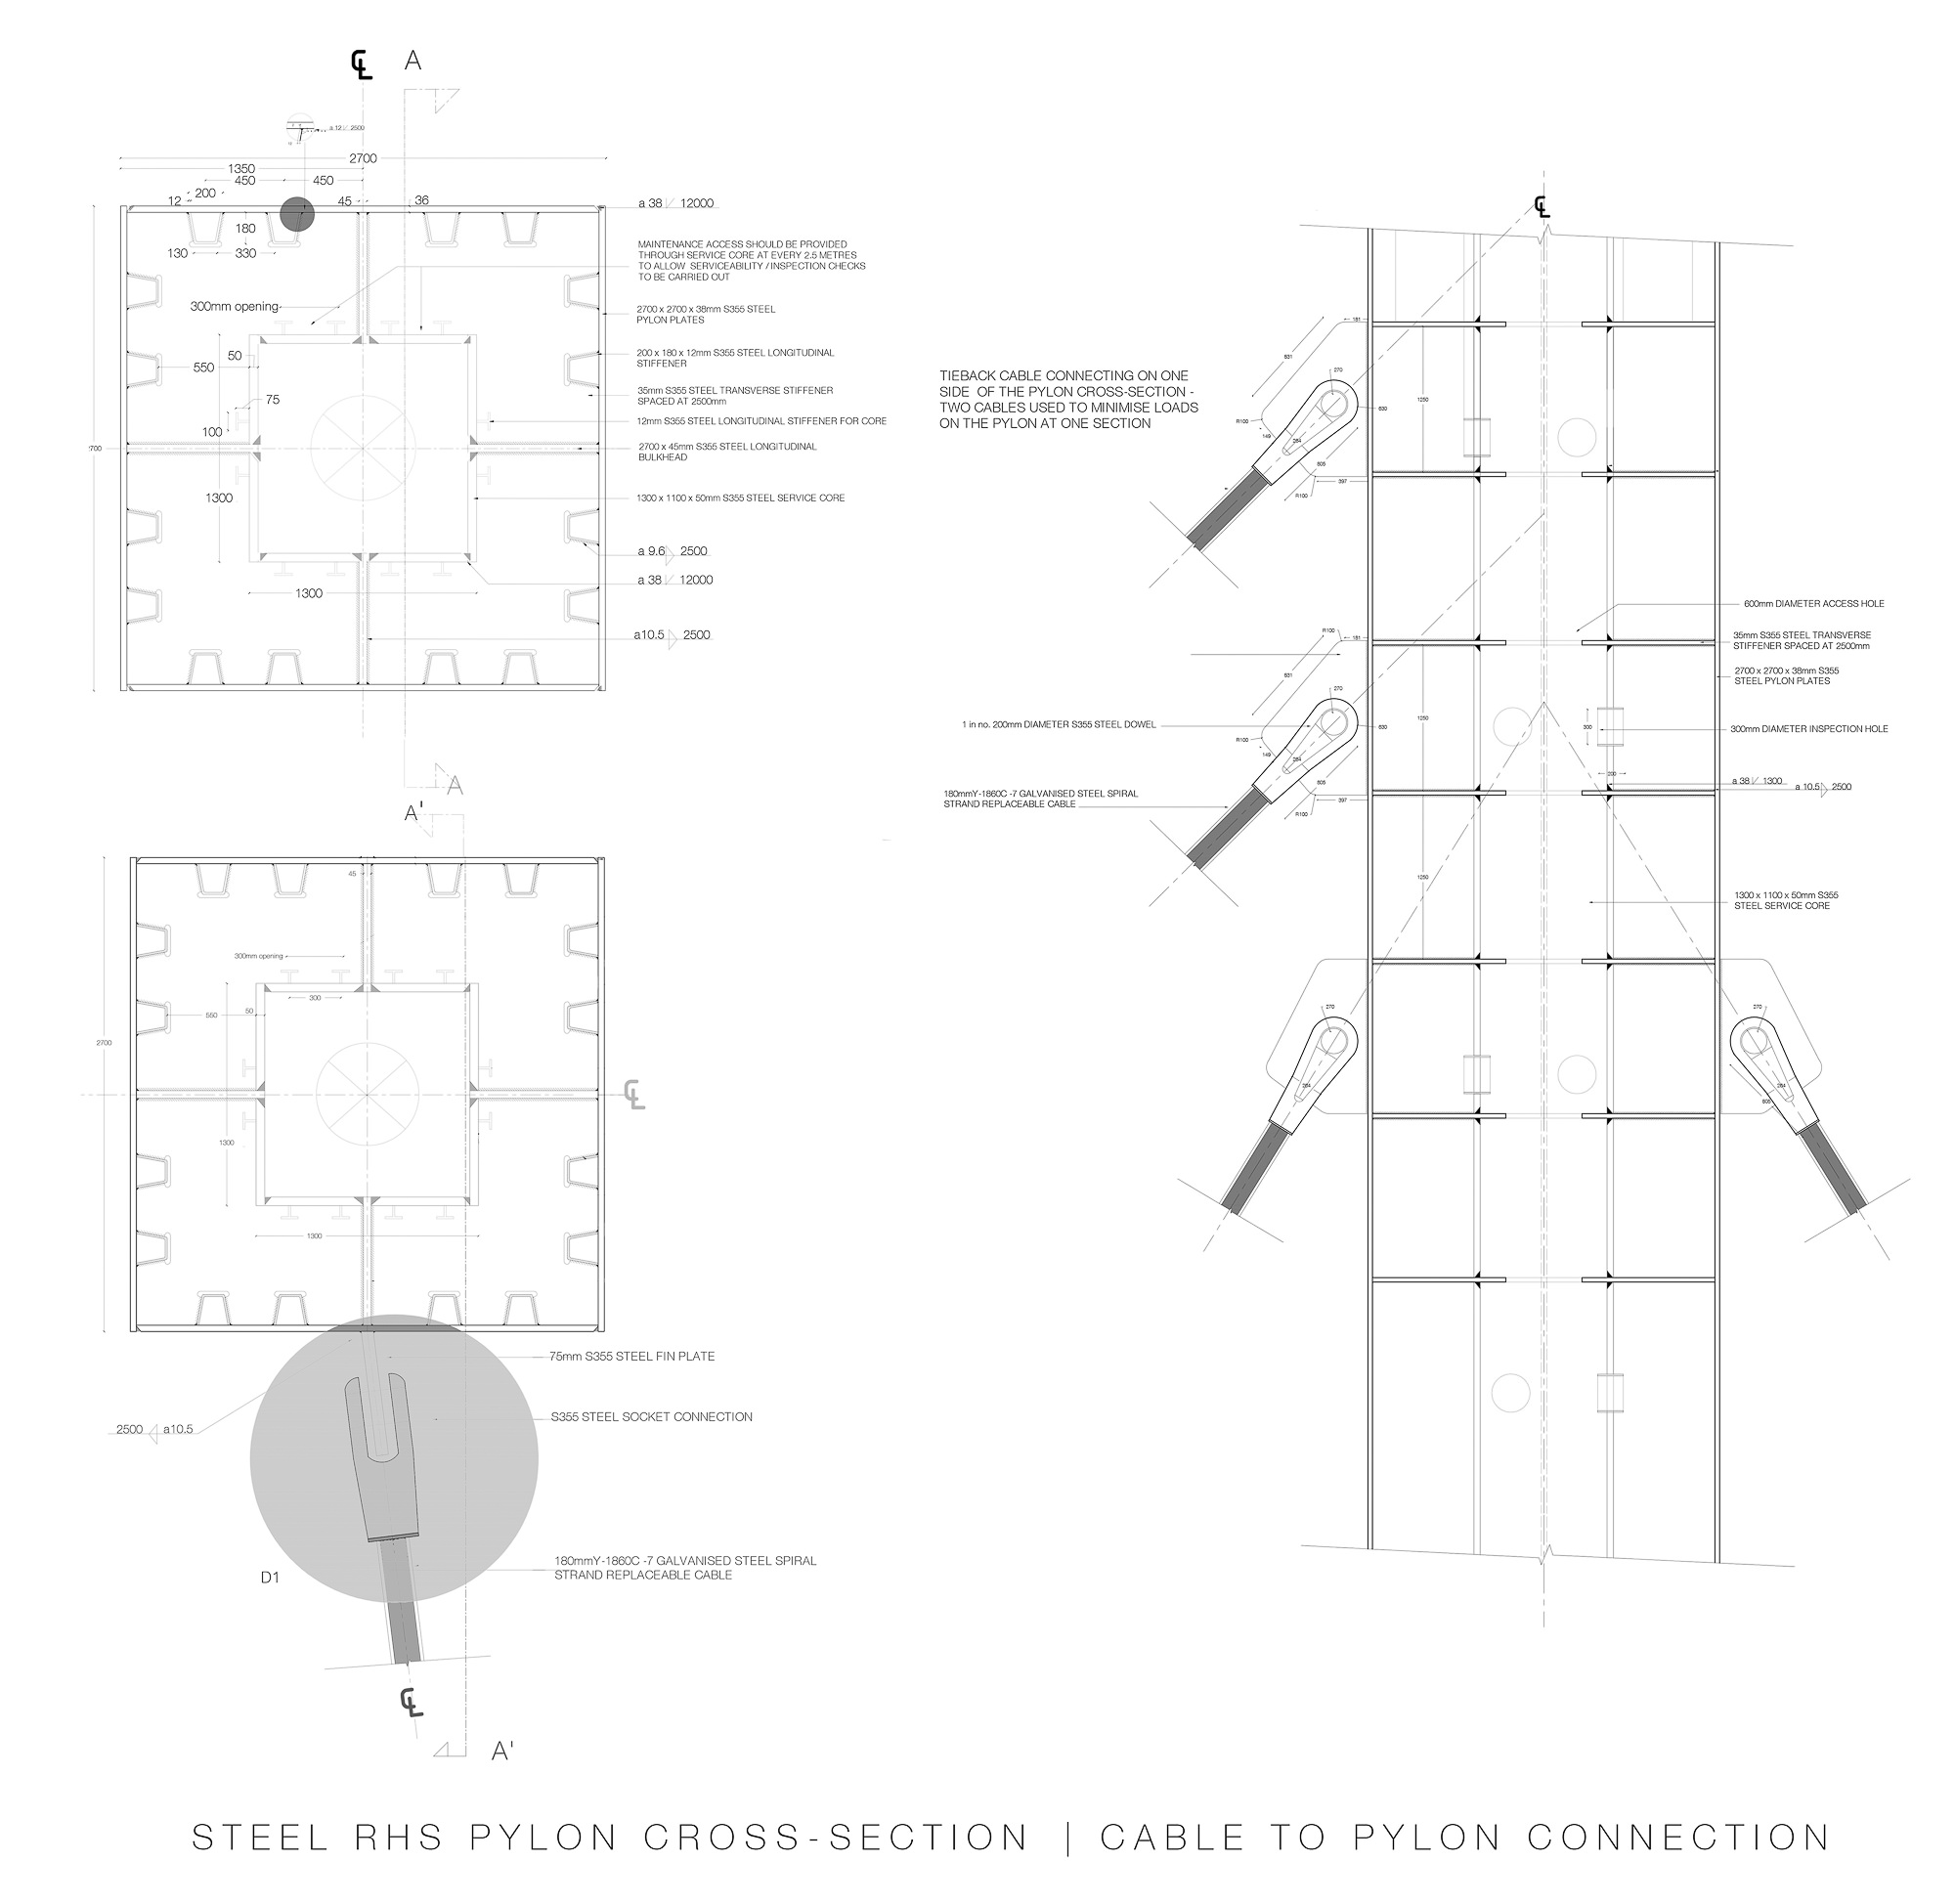 ℄ A
a 12 2500
2700
1350
450 450
200
12 45 36
180
130 330
300mm opening
50
550
75
100
700
1300
1300
a 38 12000
MAINTENANCE ACCESS SHOULD BE PROVIDED
THROUGH SERVICE CORE AT EVERY 2.5 METRES
TO ALLOW SERVICEABILITY / INSPECTION CHECKS
TO BE CARRIED OUT
2700 x 2700 x 38mm S355 STEEL
PYLON PLATES
200 x 180 x 12mm S355 STEEL LONGITUDINAL
STIFFENER
35mm S355 STEEL TRANSVERSE STIFFENER
SPACED AT 2500mm
12mm S355 STEEL LONGITUDINAL STIFFENER FOR CORE
2700 x 45mm S355 STEEL LONGITUDINAL
BULKHEAD
1300 x 1100 x 50mm S355 STEEL SERVICE CORE
a 9.6 2500
a 38 12000
a10.5 2500
A
A'
45
300mm opening
300
550
50
2700
℄
1300
1300
75mm S355 STEEL FIN PLATE
S355 STEEL SOCKET CONNECTION
2500 a10.5
180mmY-1860C -7 GALVANISED STEEL SPIRAL
STRAND REPLACEABLE CABLE
D1
℄
A'
℄
TIEBACK CABLE CONNECTING ON ONE
SIDE OF THE PYLON CROSS-SECTION -
TWO CABLES USED TO MINIMISE LOADS
ON THE PYLON AT ONE SECTION
181
270
R100
149
284
397
R100
1250
R100
181
270
R100
149
284
397
R100
1250
1 in no. 200mm DIAMETER S355 STEEL DOWEL
180mmY-1860C -7 GALVANISED STEEL SPIRAL
STRAND REPLACEABLE CABLE
600mm DIAMETER ACCESS HOLE
35mm S355 STEEL TRANSVERSE
STIFFENER SPACED AT 2500mm
2700 x 2700 x 38mm S355
STEEL PYLON PLATES
300
300mm DIAMETER INSPECTION HOLE
200
a 38 1300
a 10.5 2500
1250
1300 x 1100 x 50mm S355
STEEL SERVICE CORE
270
284
270
284
STEEL RHS PYLON CROSS-SECTION | CABLE TO PYLON CONNECTION